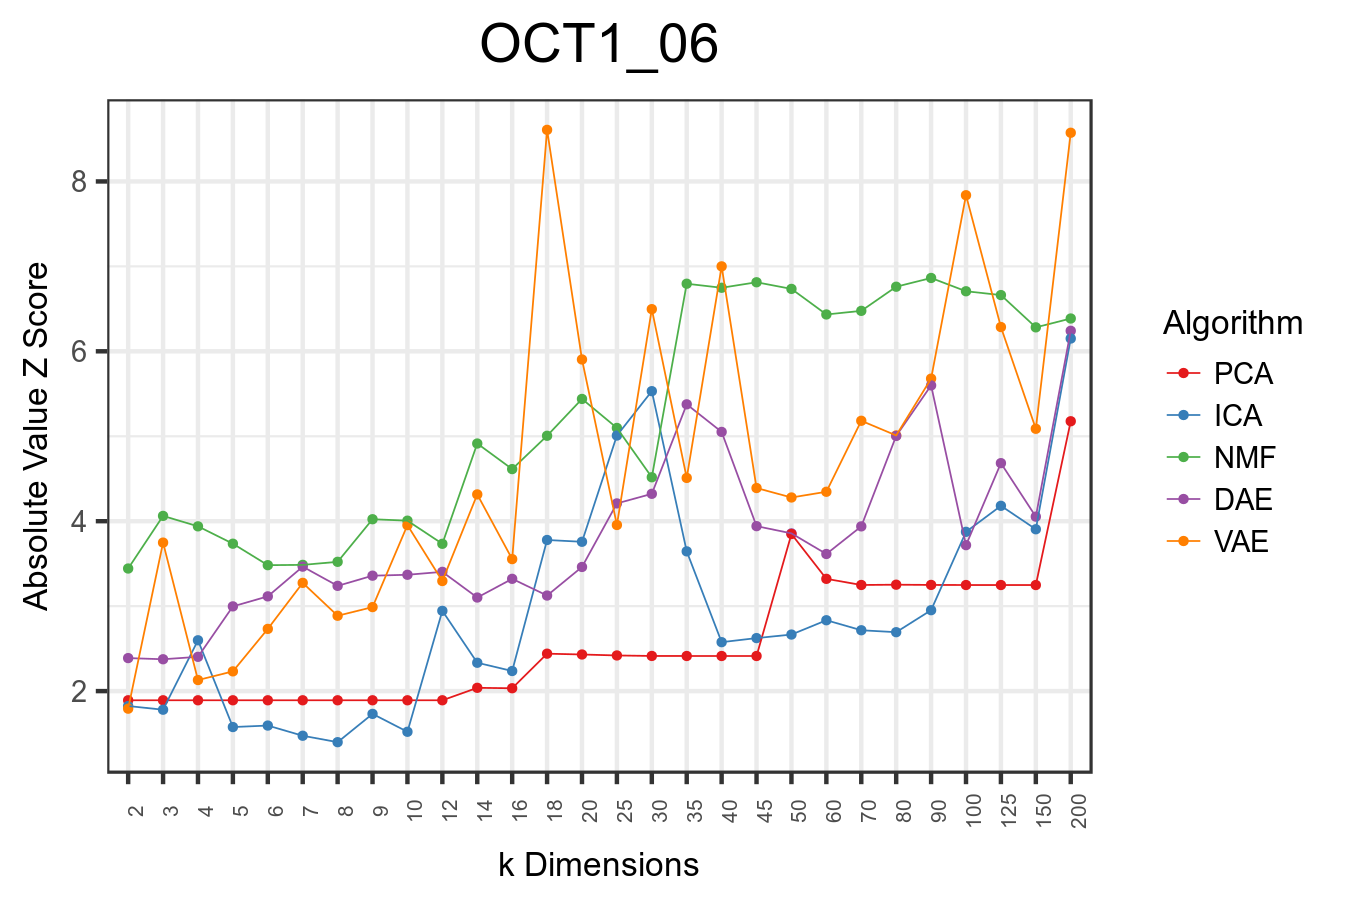 OCT1_06
Absolute Value Z Score
8
6
4
2
2 3 4 5 6 7 8 9 10 12 14 16 18 20 25 30 35 40 45 50 60 70 80 90 100 125 150 200
k Dimensions
Algorithm
PCA
ICA
NMF
DAE
VAE